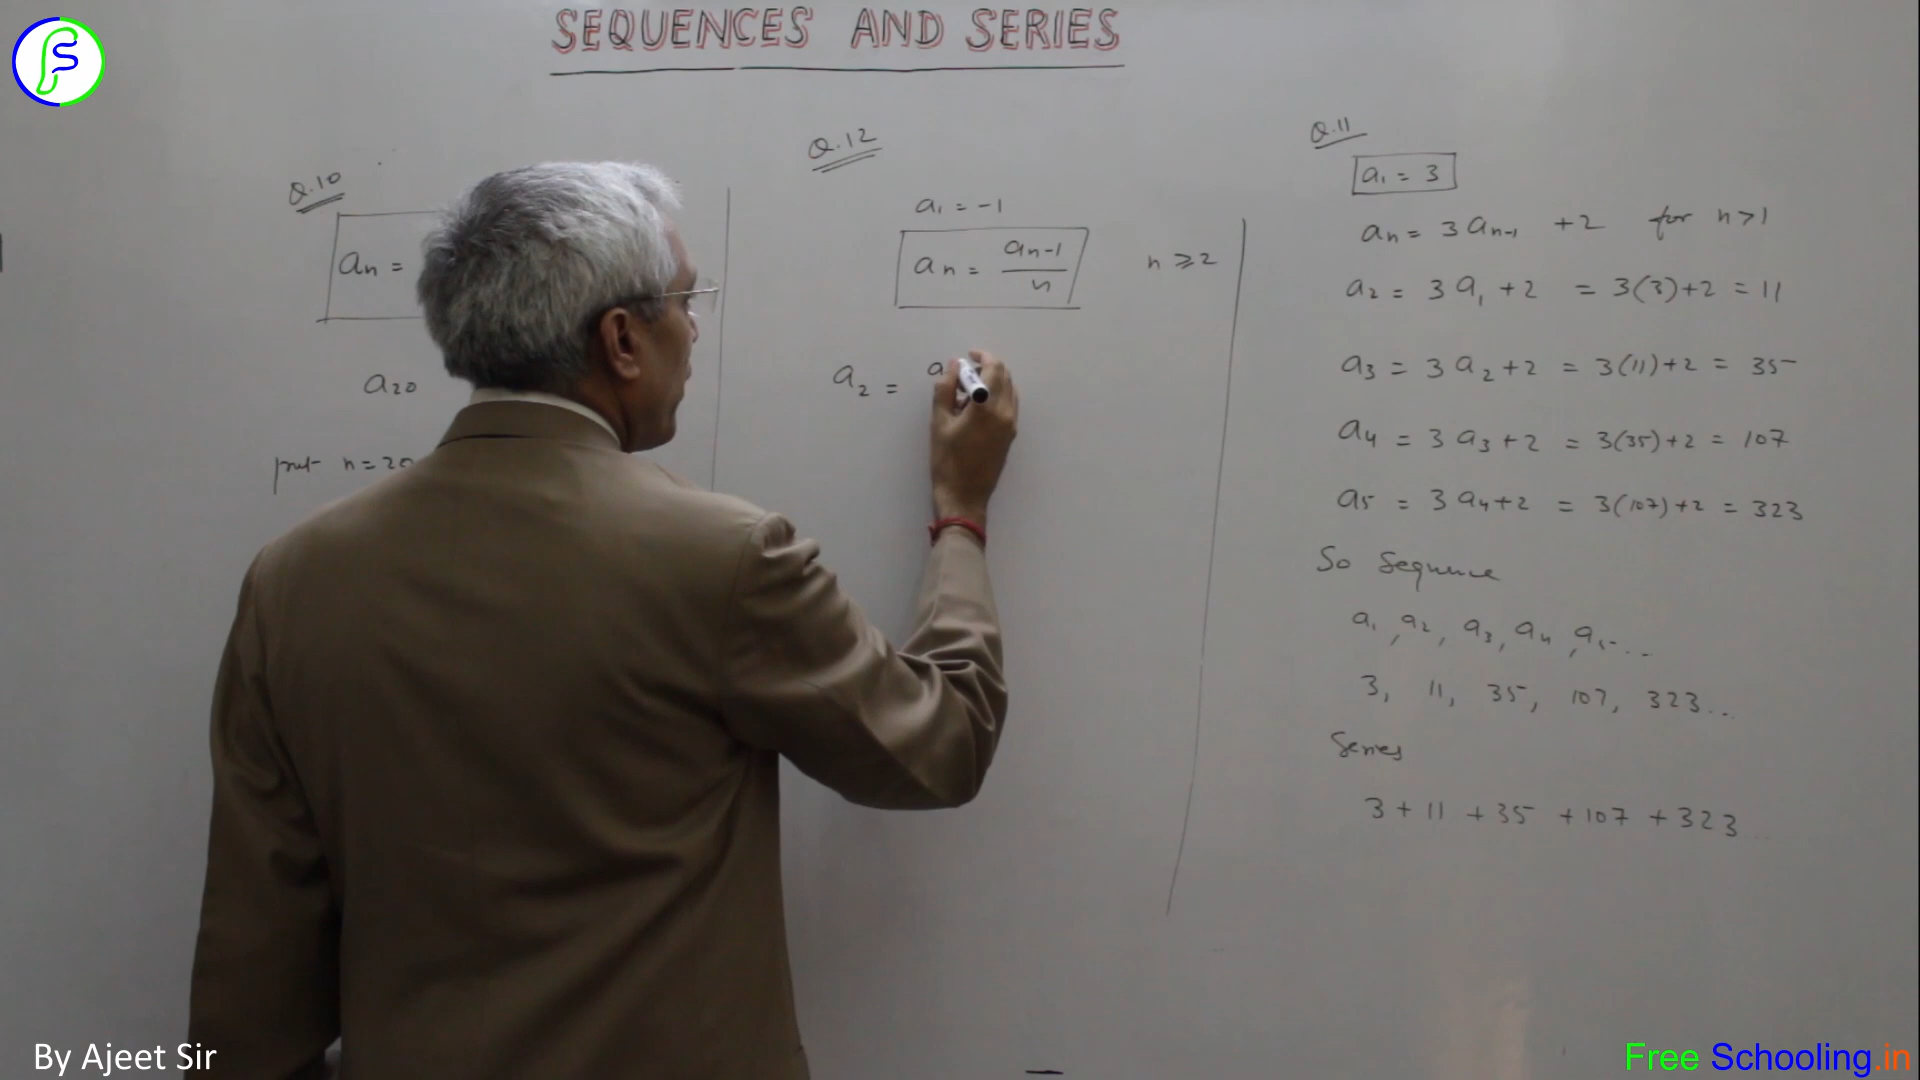 SEQUENCES AND SERIES
Q.10
aₙ =
a₂₀
put n = 20
Q.12
a₁ = -1
aₙ = aₙ₋₁ / n n ⩾ 2
a₂ = a
Q.11
a₁ = 3
aₙ = 3aₙ₋₁ + 2 for n > 1
a₂ = 3a₁ + 2 = 3(3)+2 = 11
a₃ = 3a₂+2 = 3(11)+2 = 35
a₄ = 3a₃+2 = 3(35)+2 = 107
a₅ = 3a₄+2 = 3(107)+2 = 323
So Sequence
a₁, a₂, a₃, a₄, a₅...
3, 11, 35, 107, 323...
Series
3 + 11 + 35 + 107 + 323...
By Ajeet Sir
Free Schooling.in